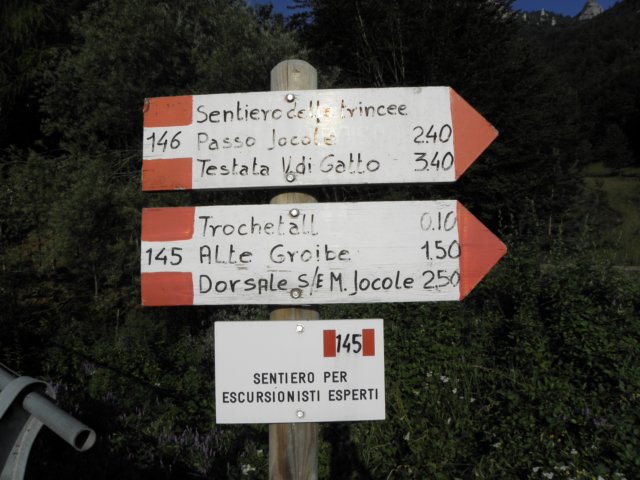 Sentiero delle trincee
146 Passo Jocole 2.40
Testata V. di Gatto 3.40
Trochetall 0.10
145 Alte Groibe 1.50
Dorsale S/E M. Jocole 2.50
145
SENTIERO PER
ESCURSIONISTI ESPERTI